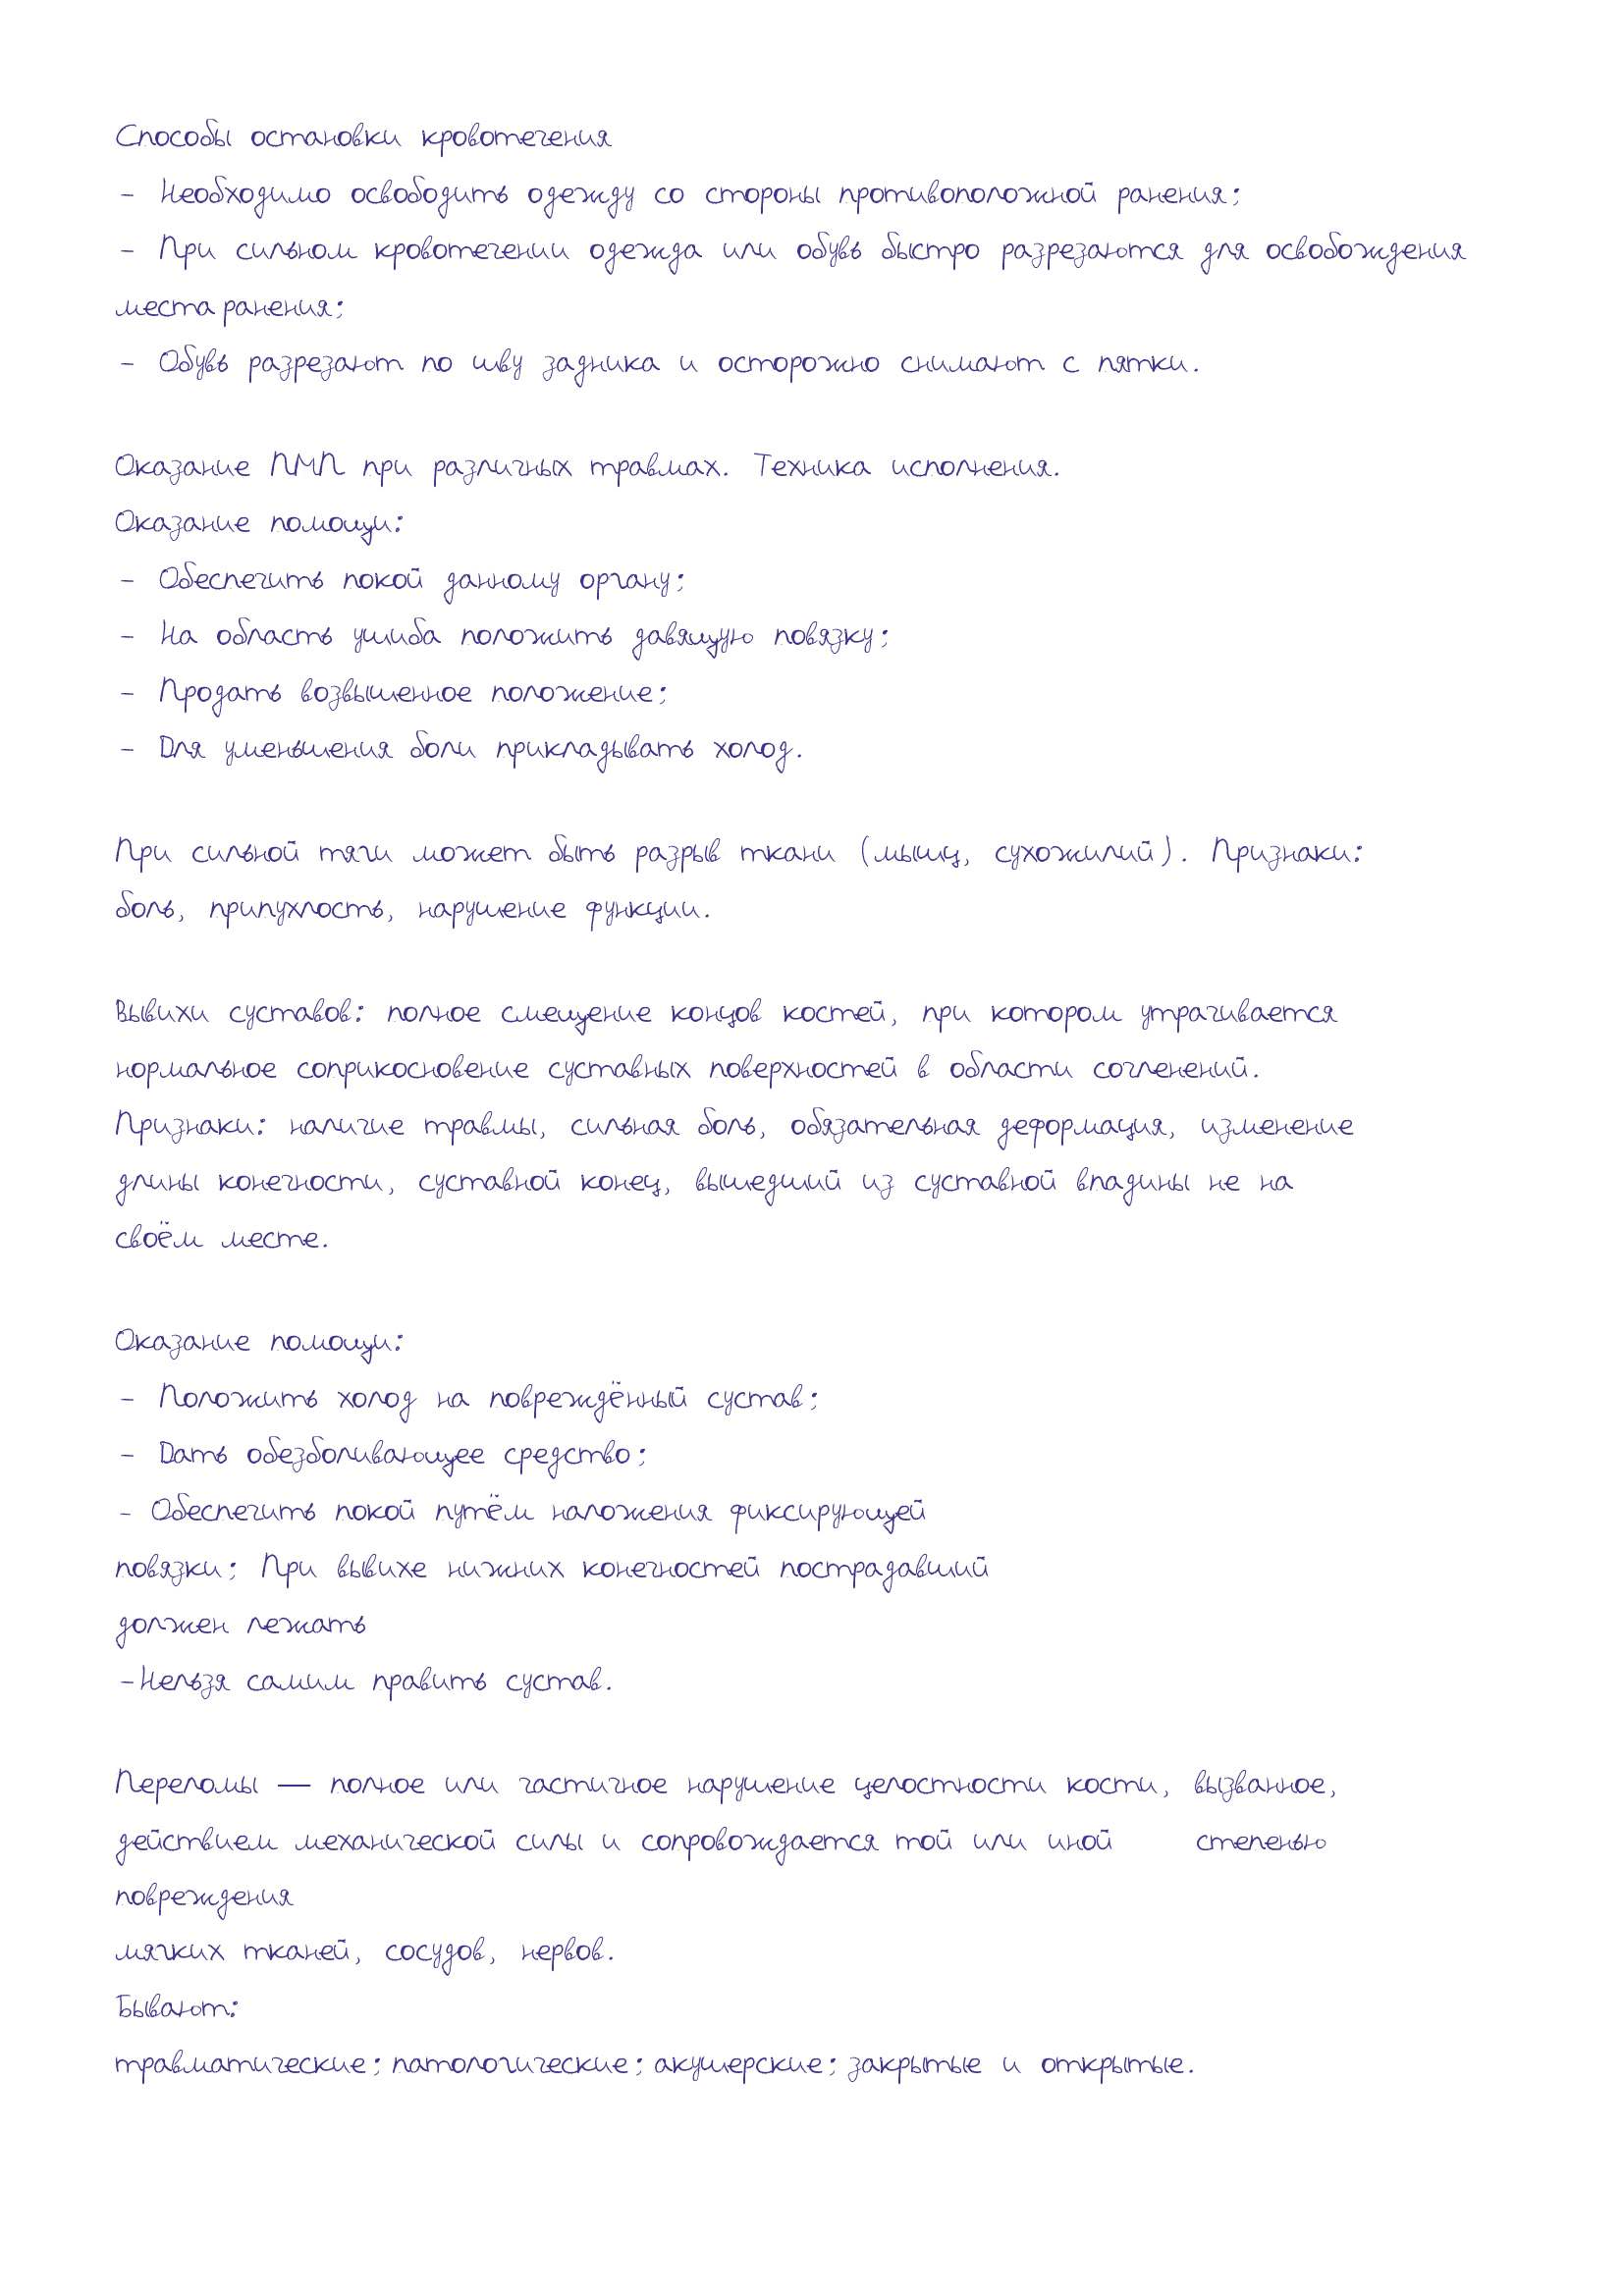 Способы остановки кровотечения
- Необходимо освободить одежду со стороны противоположной ранения;
- При сильном кровотечении одежда или обувь быстро разрезаются для освобождения
места ранения;
- Обувь разрезают по шву задника и осторожно снимают с пятки.
Оказание ПМП при различных травмах. Техника исполнения.
Оказание помощи:
- Обеспечить покой данному органу;
- На область ушиба положить давящую повязку;
- Продать возвышенное положение;
- Для уменьшения боли прикладывать холод.
При сильной тяги может быть разрыв ткани (мышц, сухожилий). Признаки:
боль, припухлость, нарушение функции.
Вывихи суставов: полное смещение концов костей, при котором утрачивается
нормальное соприкосновение суставных поверхностей в области согленений.
Признаки: наличие травмы, сильная боль, обязательная деформация, изменение
длины конечности, суставной конец, вышедший из суставной впадины не на
своём месте.
Оказание помощи:
- Положить холод на повреждённый сустав;
- Дать обезболивающее средство;
- Обеспечить покой путём наложения фиксирующей
повязки; При вывихе нижних конечностей пострадавший
должен лежать
-Нельзя самим править сустав.
Переломы — полное или частичное нарушение целостности кости, вызванное,
действием механической силы и сопровождается той или иной степенью
повреждения
мягких тканей, сосудов, нервов.
Бывают:
травматические; патологические; акушерские; закрытые и открытые.